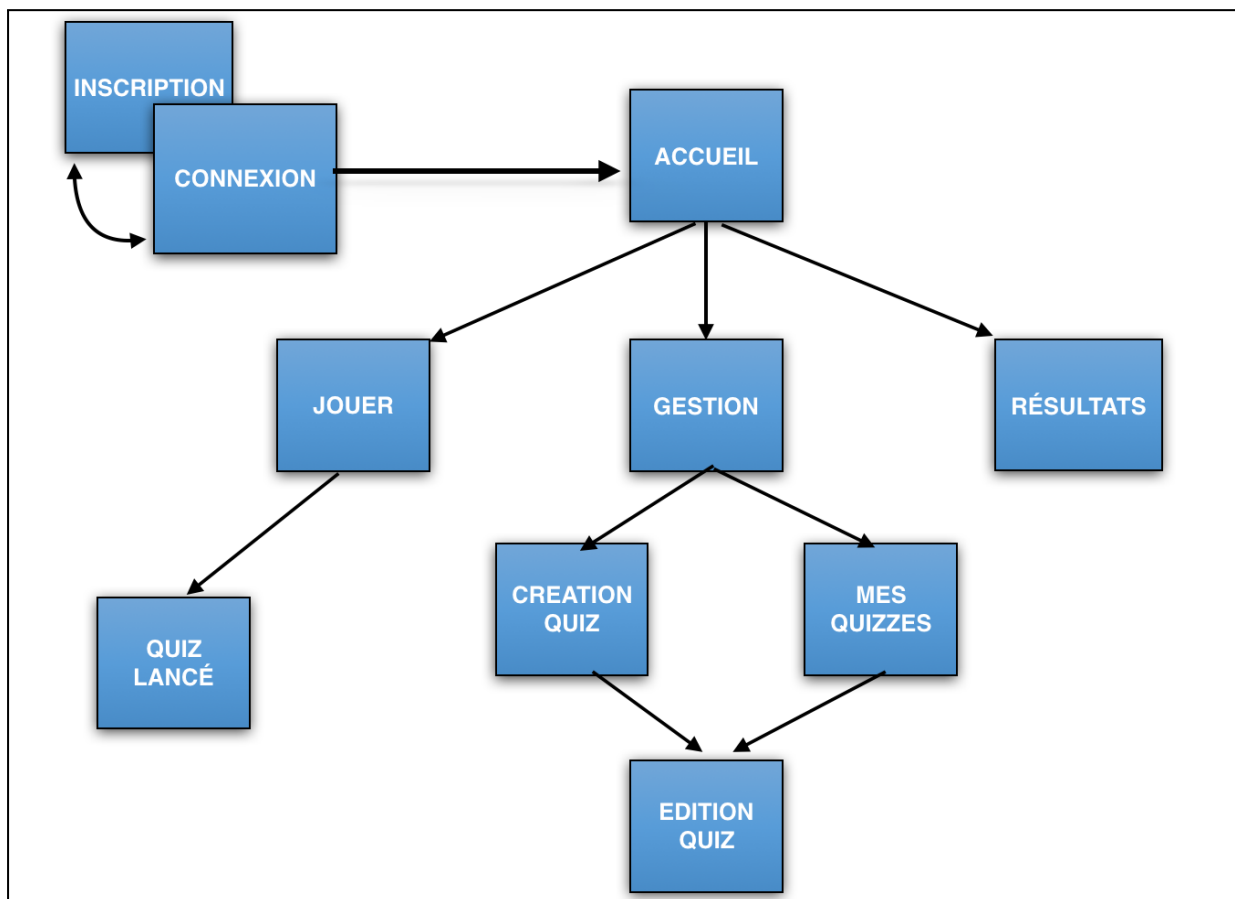 INSCRIPTION
CONNEXION
ACCUEIL
JOUER
GESTION
RÉSULTATS
CREATION
QUIZ
MES
QUIZZES
QUIZ
LANCÉ
EDITION
QUIZ